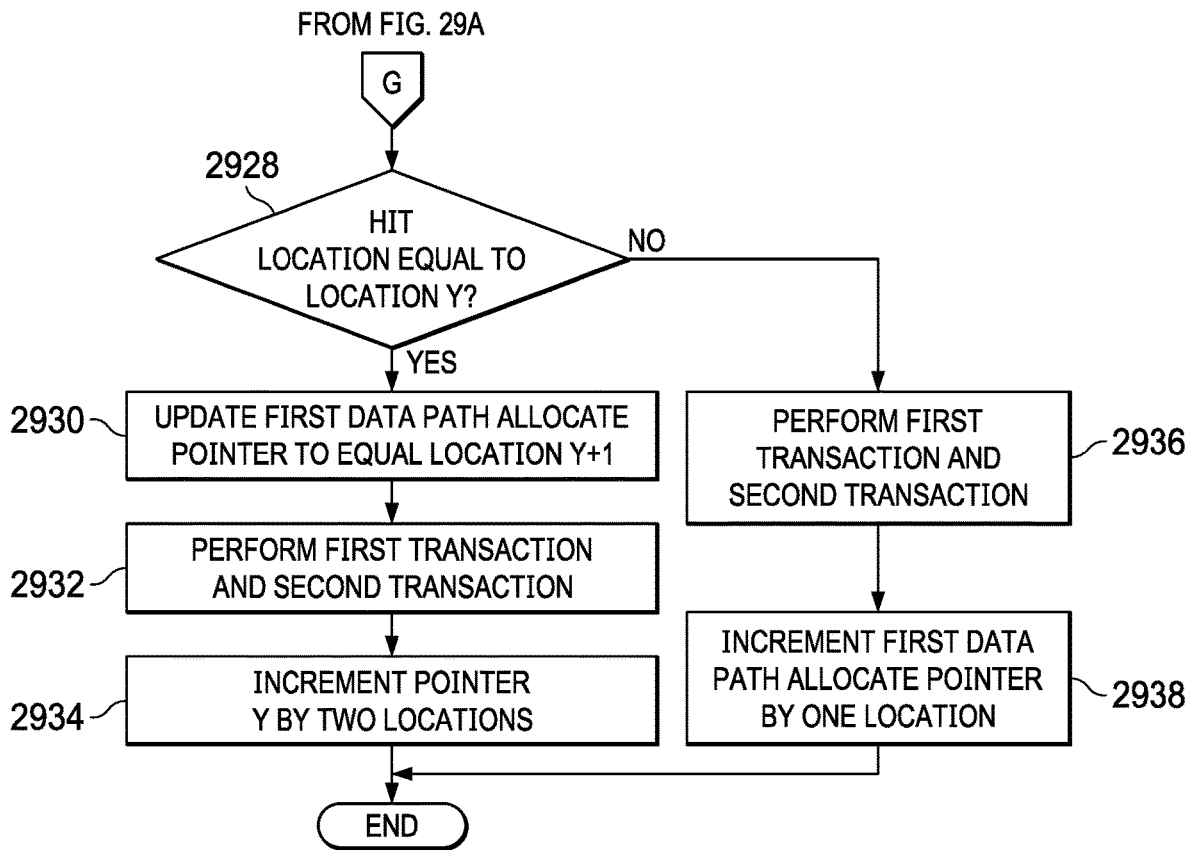 FROM FIG. 29A
G
2928
HIT
LOCATION EQUAL TO
LOCATION Y?
NO
YES
2930
UPDATE FIRST DATA PATH ALLOCATE
POINTER TO EQUAL LOCATION Y+1
2932
PERFORM FIRST TRANSACTION
AND SECOND TRANSACTION
2934
INCREMENT POINTER
Y BY TWO LOCATIONS
PERFORM FIRST
TRANSACTION AND
SECOND TRANSACTION
2936
INCREMENT FIRST DATA
PATH ALLOCATE POINTER
BY ONE LOCATION
2938
END